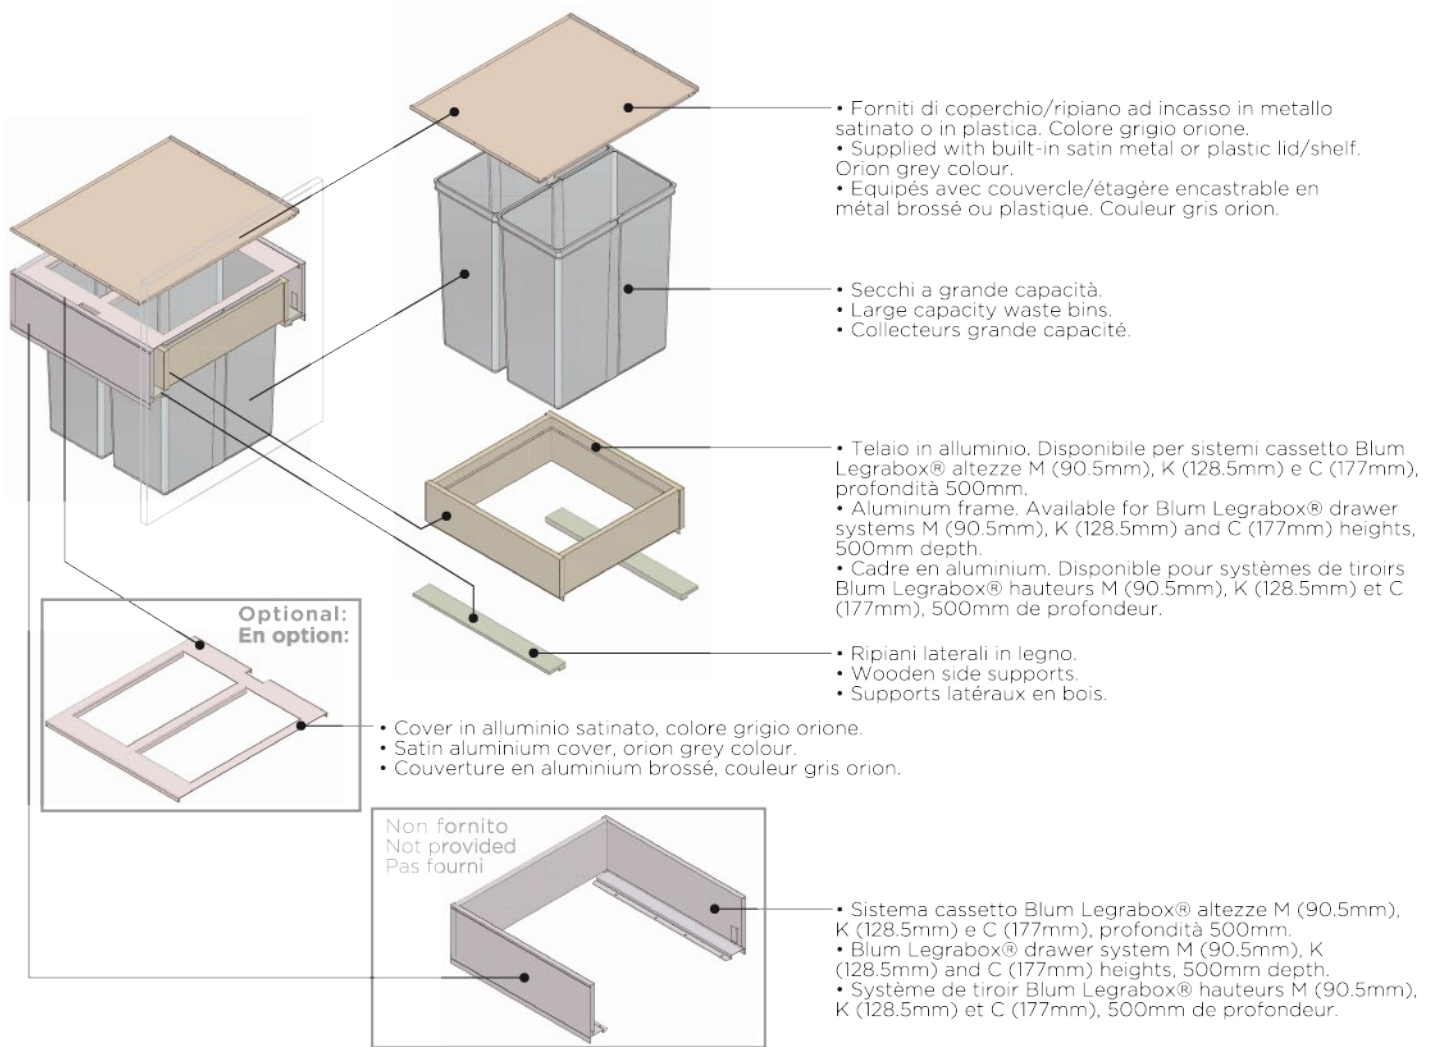 • Forniti di coperchio/ripiano ad incasso in metallo
satinato o in plastica. Colore grigio orione.
• Supplied with built-in satin metal or plastic lid/shelf.
Orion grey colour.
• Equipés avec couvercle/étagère encastrable en
métal brossé ou plastique. Couleur gris orion.
• Secchi a grande capacità.
• Large capacity waste bins.
• Collecteurs grande capacité.
• Telaio in alluminio. Disponibile per sistemi cassetto Blum
Legrabox® altezze M (90.5mm), K (128.5mm) e C (177mm),
profondità 500mm.
• Aluminum frame. Available for Blum Legrabox® drawer
systems M (90.5mm), K (128.5mm) and C (177mm) heights,
500mm depth.
• Cadre en aluminium. Disponible pour systèmes de tiroirs
Blum Legrabox® hauteurs M (90.5mm), K (128.5mm) et C
(177mm), 500mm de profondeur.
• Ripiani laterali in legno.
• Wooden side supports.
• Supports latéraux en bois.
Optional:
En option:
• Cover in alluminio satinato, colore grigio orione.
• Satin aluminium cover, orion grey colour.
• Couverture en aluminium brossé, couleur gris orion.
Non fornito
Not provided
Pas fourni
• Sistema cassetto Blum Legrabox® altezze M (90.5mm),
K (128.5mm) e C (177mm), profondità 500mm.
• Blum Legrabox® drawer system M (90.5mm), K
(128.5mm) and C (177mm) heights, 500mm depth.
• Système de tiroir Blum Legrabox® hauteurs M (90.5mm),
K (128.5mm) et C (177mm), 500mm de profondeur.